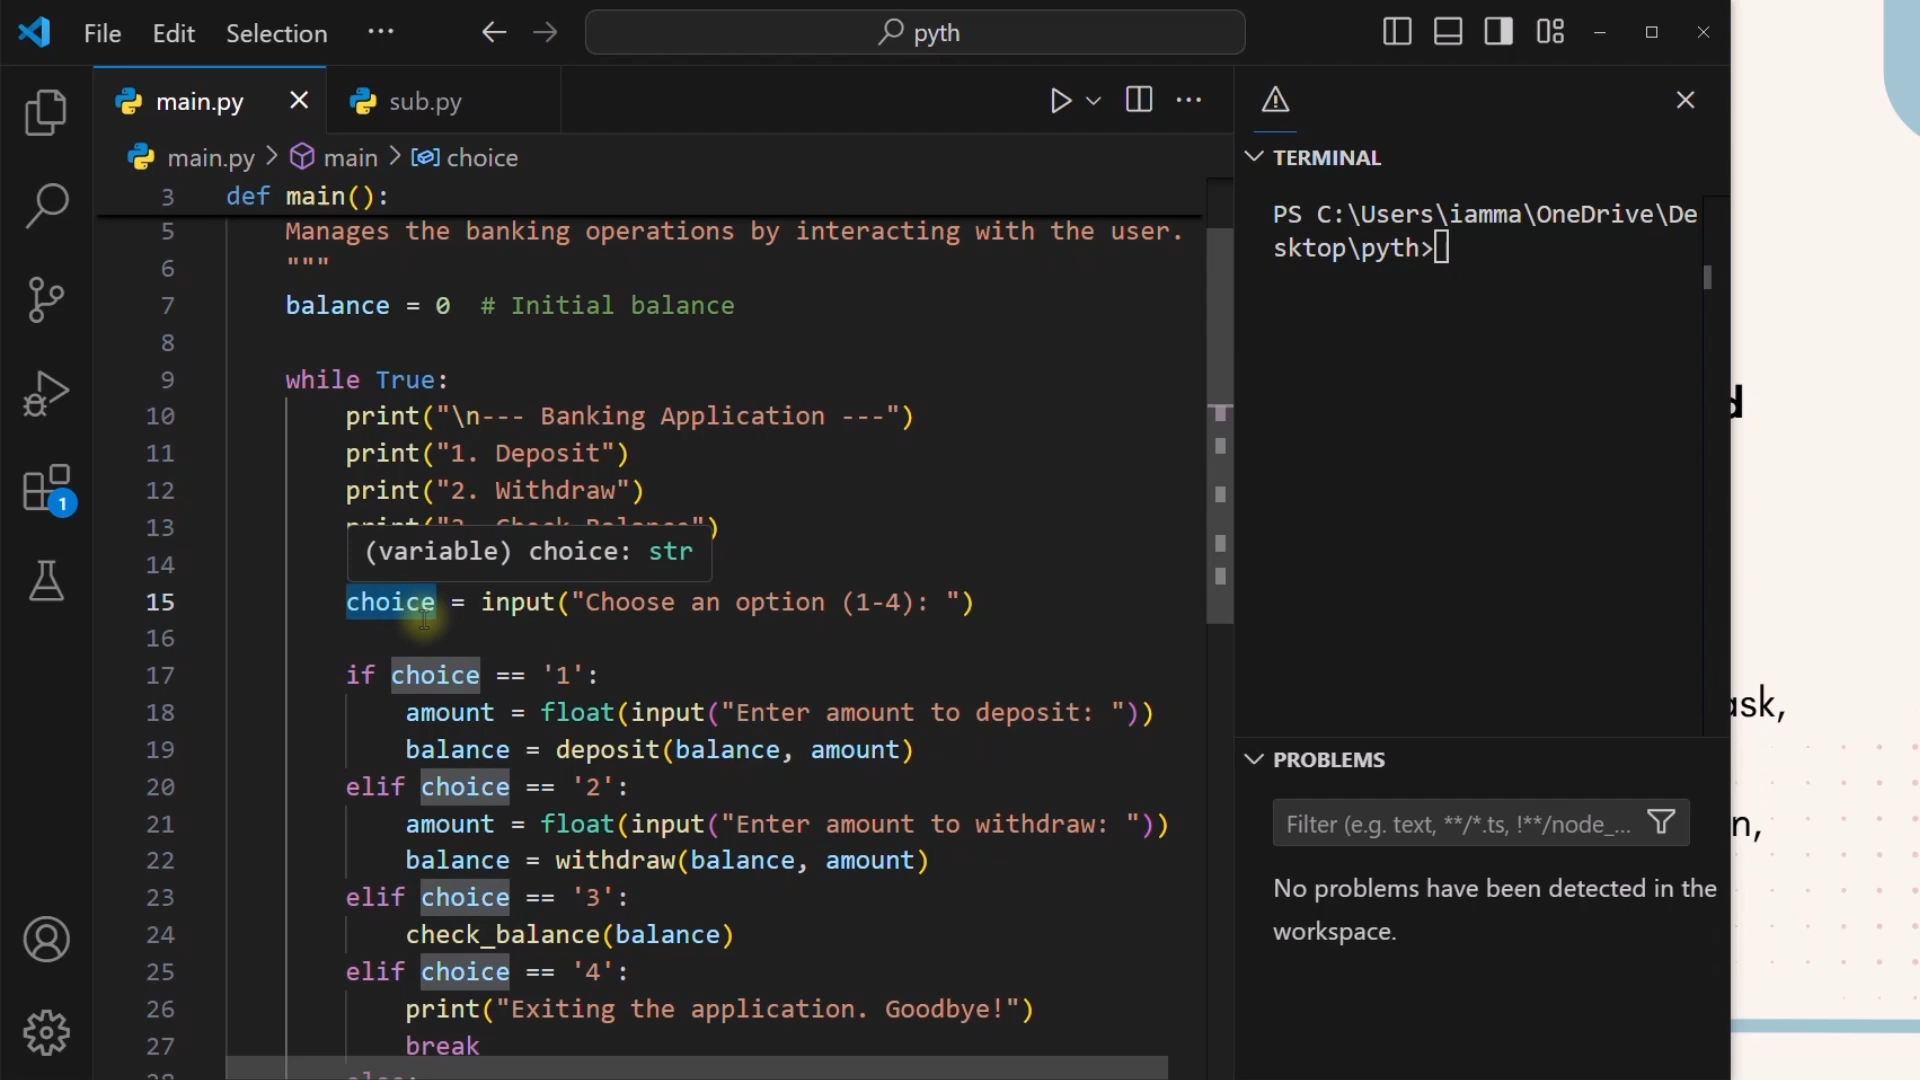 File Edit Selection ··· pyth
main.py sub.py
main.py > main > choice
3 def main():
5 Manages the banking operations by interacting with the user.
6 """
7 balance = 0 # Initial balance
8
9 while True:
10 print("\n--- Banking Application ---")
11 print("1. Deposit")
12 print("2. Withdraw")
13 print("3. Check Balance")
(variable) choice: str
14
15 choice = input("Choose an option (1-4): ")
16
17 if choice == '1':
18 amount = float(input("Enter amount to deposit: "))
19 balance = deposit(balance, amount)
20 elif choice == '2':
21 amount = float(input("Enter amount to withdraw: "))
22 balance = withdraw(balance, amount)
23 elif choice == '3':
24 check_balance(balance)
25 elif choice == '4':
26 print("Exiting the application. Goodbye!")
27 break
28 else:
1
TERMINAL
PS C:\Users\iamma\OneDrive\De
sktop\pyth>
PROBLEMS
Filter (e.g. text, **/*.ts, !**/node_...
No problems have been detected in the
workspace.
d
ask,
n,